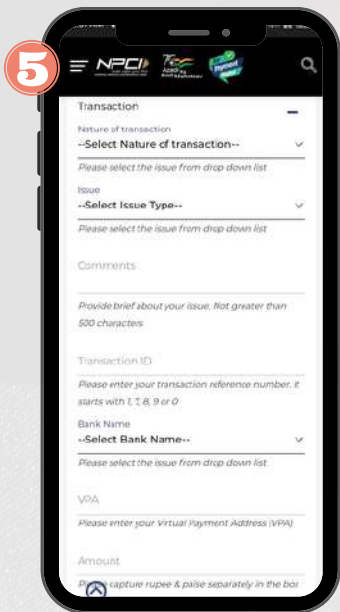 5
NPCI
Azadi Ka
Amrit Mahotsav
Transaction
Nature of transaction
--Select Nature of transaction--
Please select the issue from drop down list
Issue
--Select Issue Type--
Please select the issue from drop down list
Comments
Provide brief about your issue. Not greater than
500 characters
Transaction ID
Please enter your transaction reference number. It
starts with 1, 7, 8, 9 or 0
Bank Name
--Select Bank Name--
Please select the issue from drop down list
VPA
Please enter your Virtual Payment Address (VPA)
Amount
capture rupee & paise separately in the box